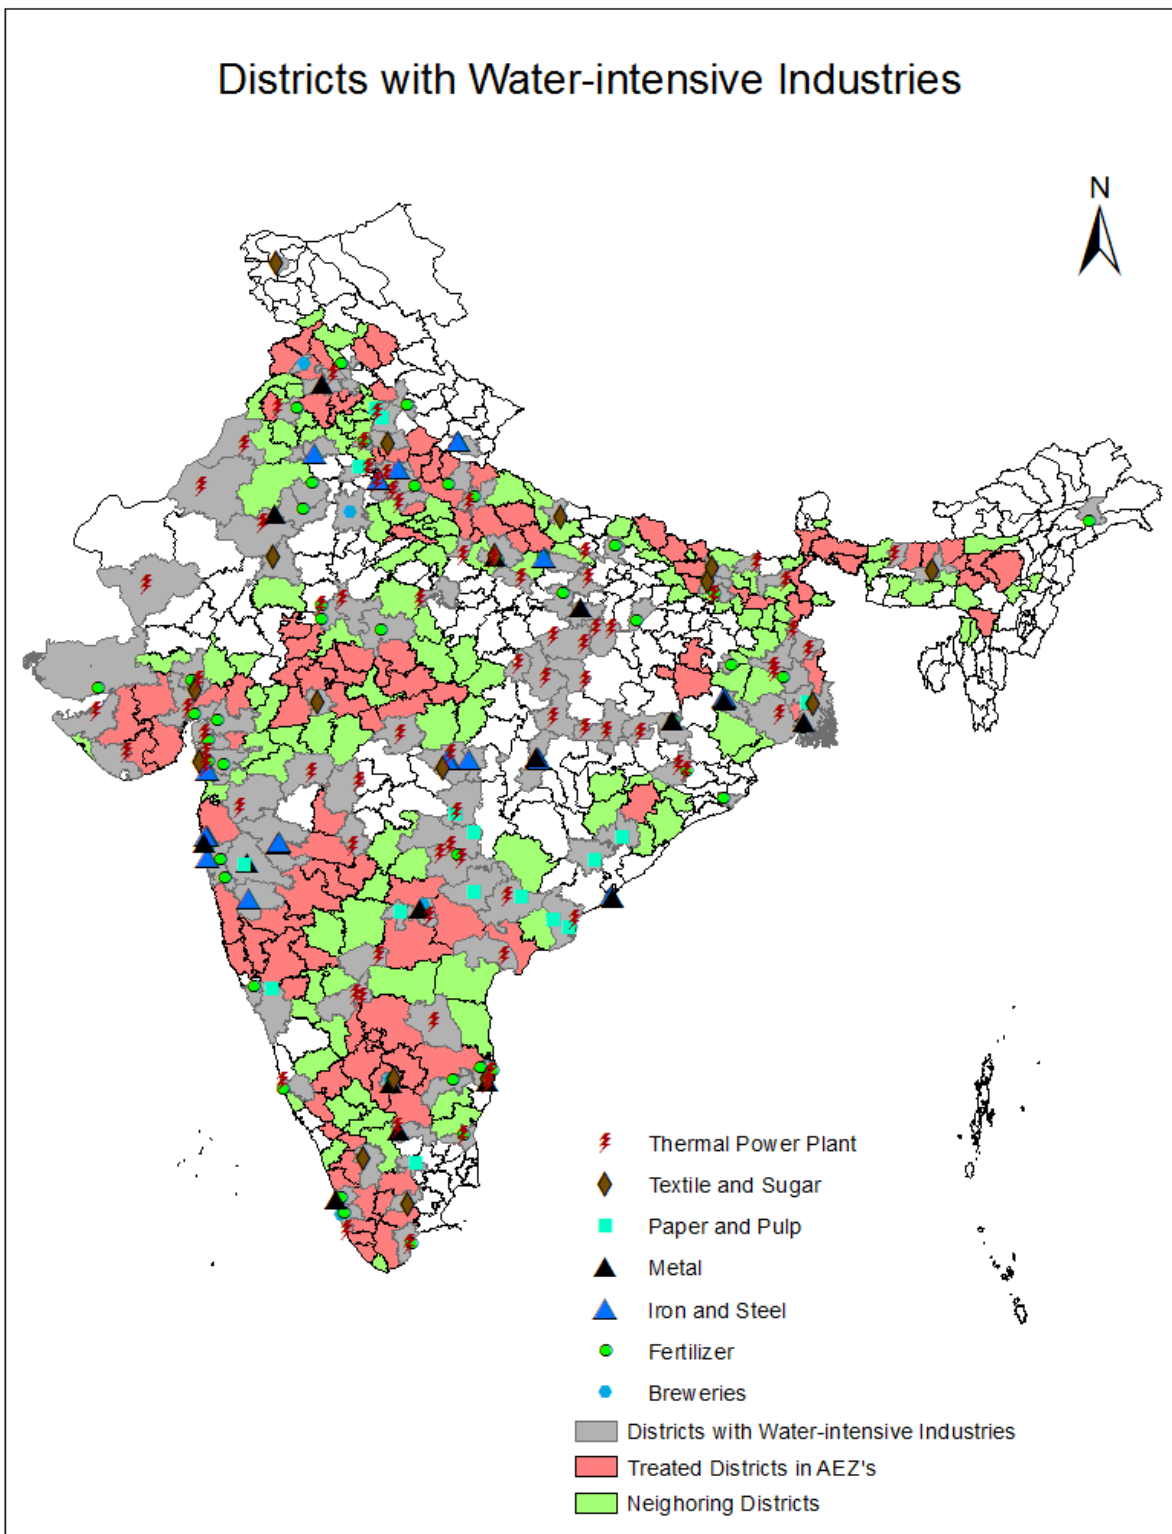 Districts with Water-intensive Industries
N
Thermal Power Plant
Textile and Sugar
Paper and Pulp
Metal
Iron and Steel
Fertilizer
Breweries
Districts with Water-intensive Industries
Treated Districts in AEZ's
Neighoring Districts